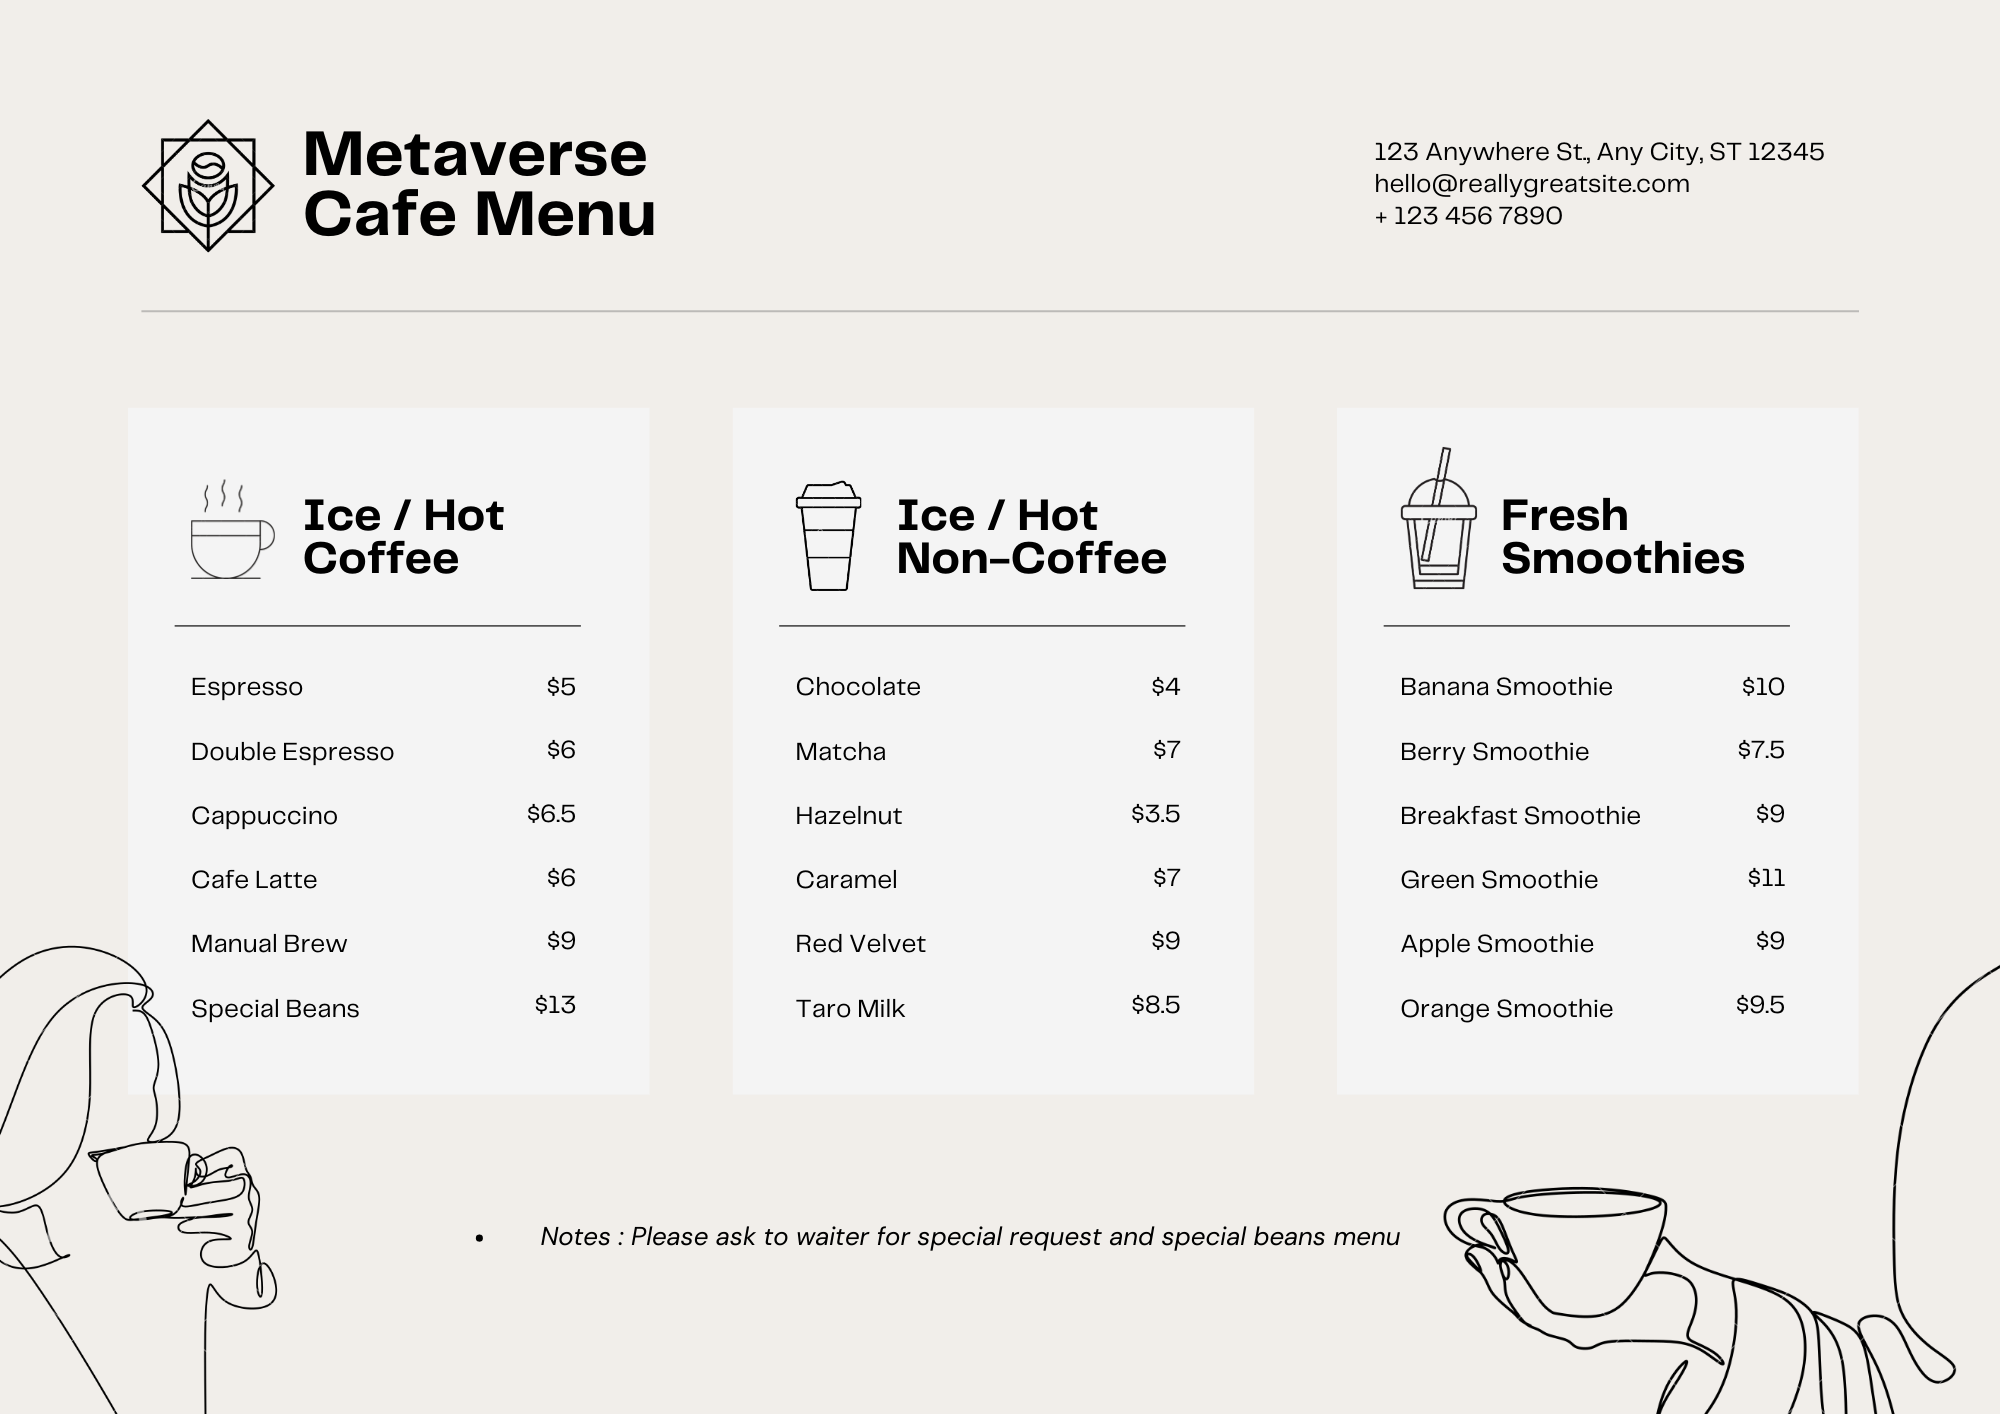 Metaverse
Cafe Menu
123 Anywhere St., Any City, ST 12345
hello@reallygreatsite.com
+ 123 456 7890
Ice / Hot
Coffee
Espresso $5
Double Espresso $6
Cappuccino $6.5
Cafe Latte $6
Manual Brew $9
Special Beans $13
Ice / Hot
Non-Coffee
Chocolate $4
Matcha $7
Hazelnut $3.5
Caramel $7
Red Velvet $9
Taro Milk $8.5
Fresh
Smoothies
Banana Smoothie $10
Berry Smoothie $7.5
Breakfast Smoothie $9
Green Smoothie $11
Apple Smoothie $9
Orange Smoothie $9.5
• Notes : Please ask to waiter for special request and special beans menu